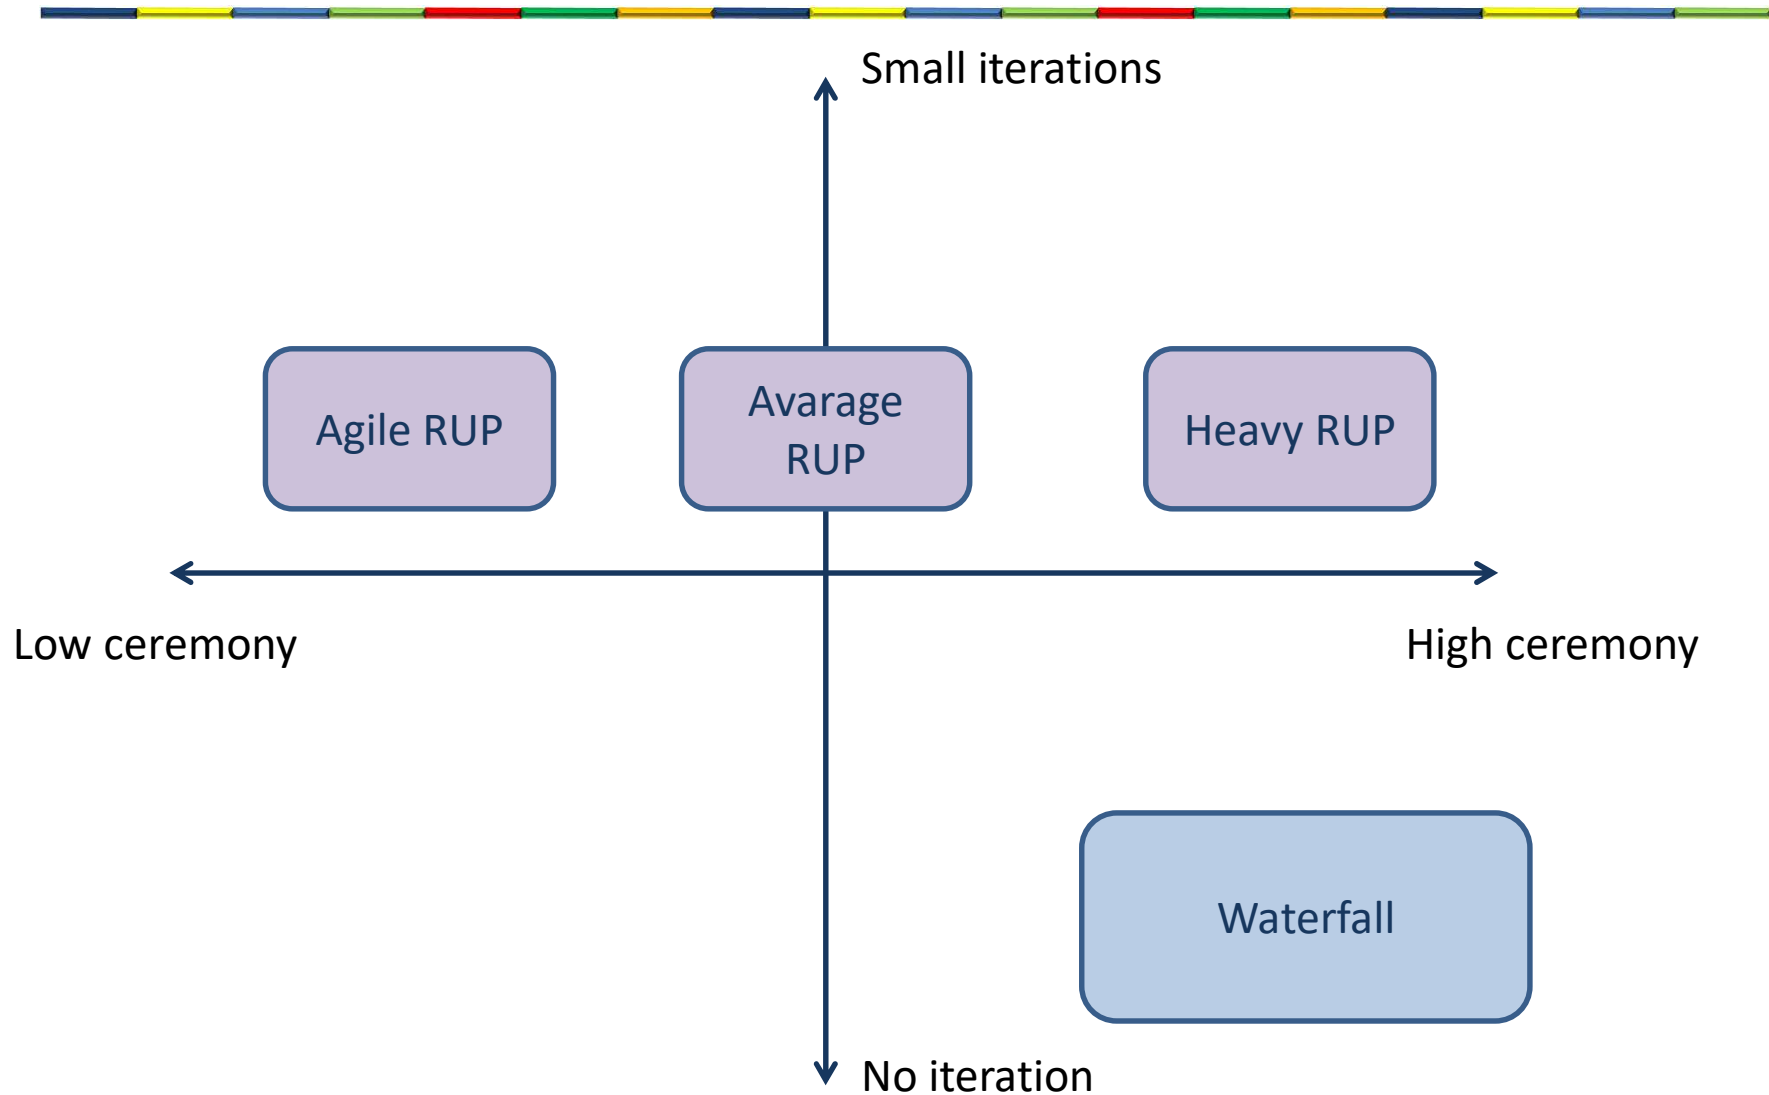 Small iterations
Agile RUP
Avarage
RUP
Heavy RUP
Low ceremony
High ceremony
Waterfall
No iteration